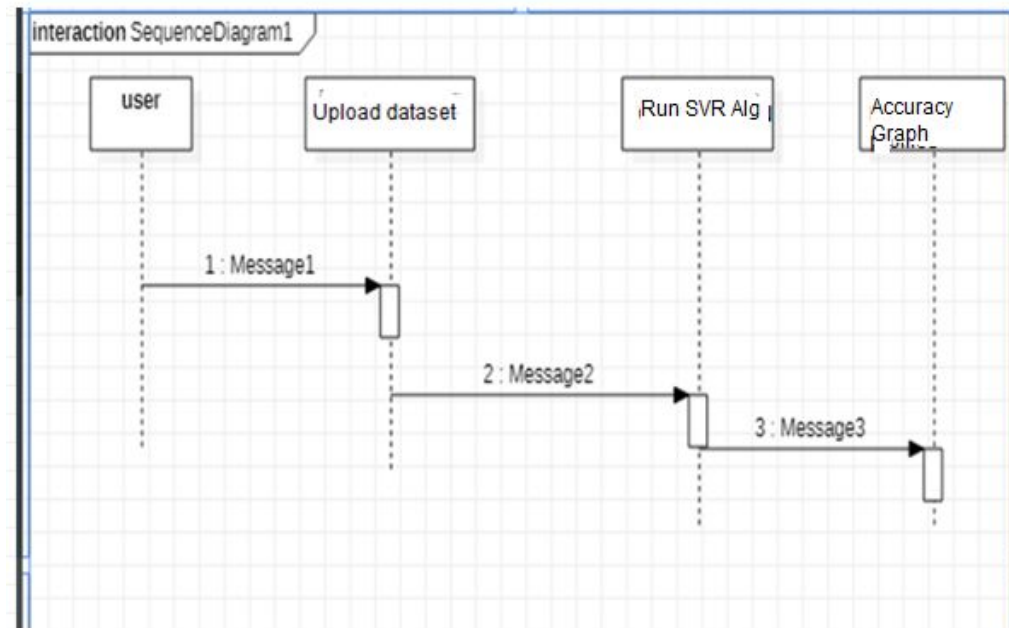 interaction SequenceDiagram1
user
Upload dataset
Run SVR Alg
Accuracy
Graph
1 : Message1
2 : Message2
3 : Message3